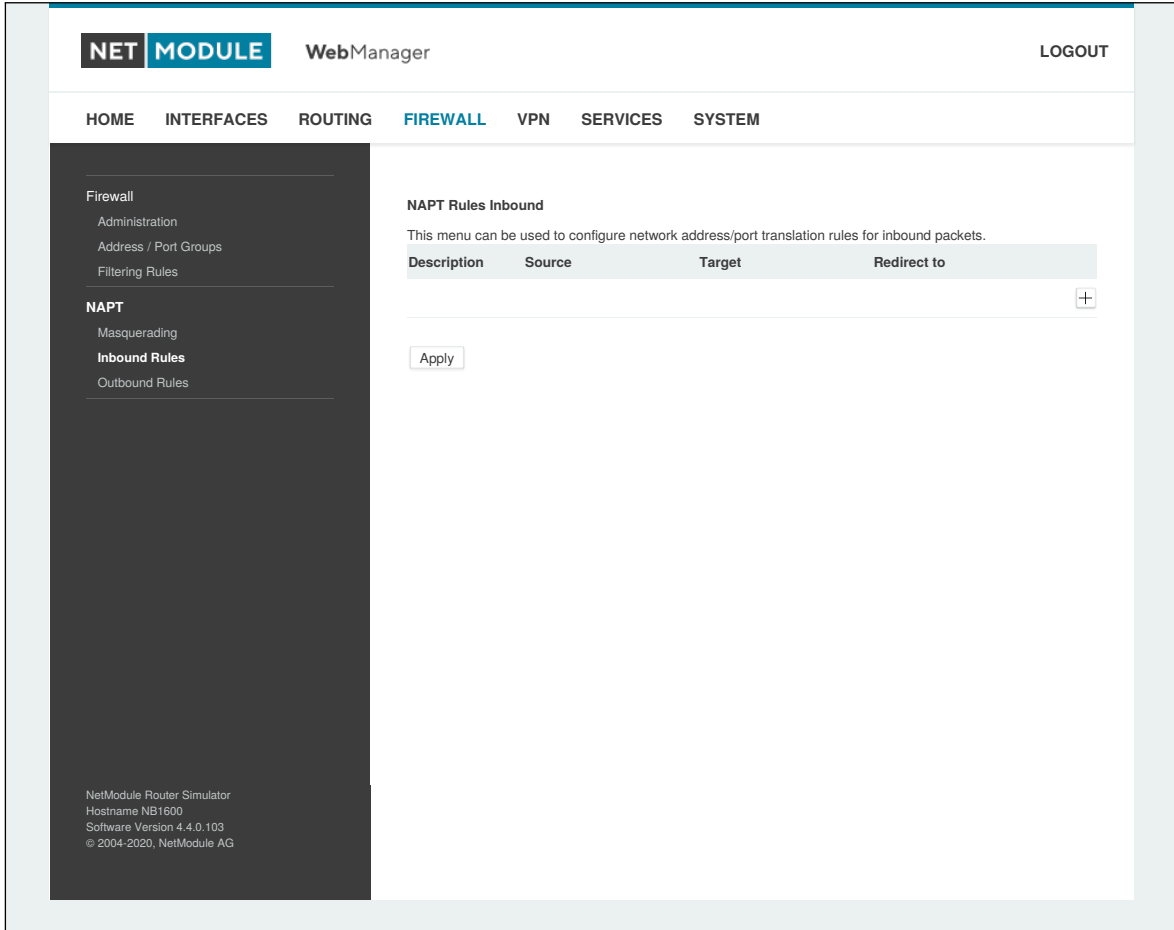 NET MODULE WebManager LOGOUT
HOME INTERFACES ROUTING FIREWALL VPN SERVICES SYSTEM
Firewall
Administration
Address / Port Groups
Filtering Rules
NAPT
Masquerading
Inbound Rules
Outbound Rules
NAPT Rules Inbound
This menu can be used to configure network address/port translation rules for inbound packets.
Description Source Target Redirect to
Apply
NetModule Router Simulator
Hostname NB1600
Software Version 4.4.0.103
© 2004-2020, NetModule AG